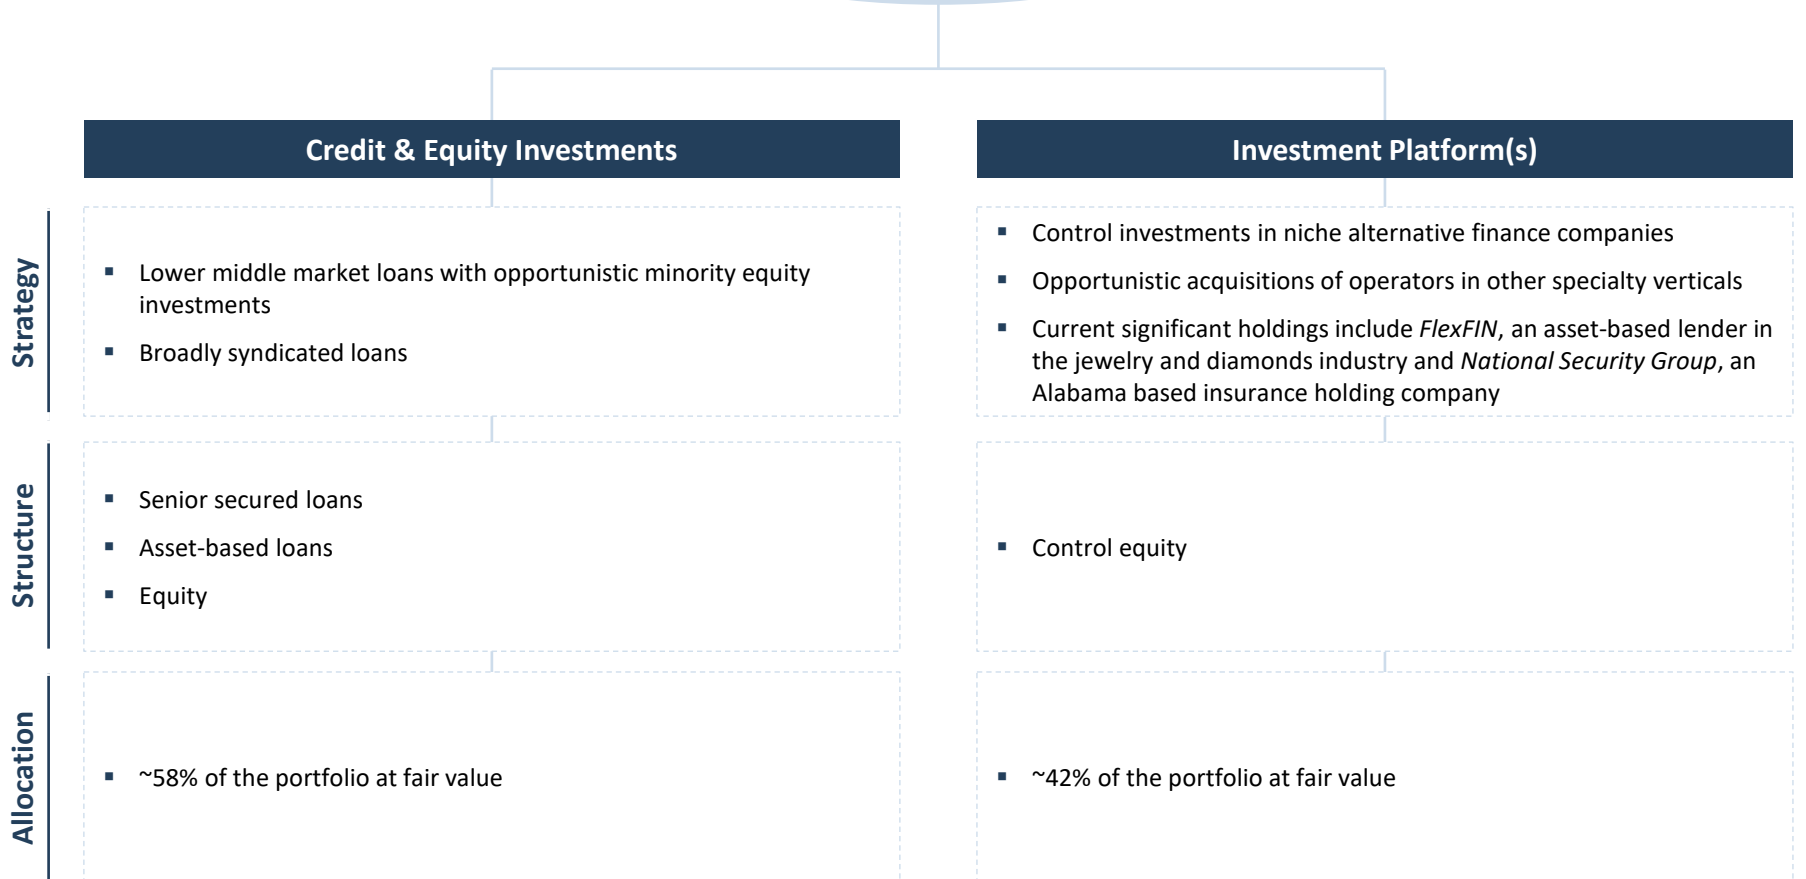 Credit & Equity Investments
Investment Platform(s)
Strategy
▪ Lower middle market loans with opportunistic minority equity
investments
▪ Broadly syndicated loans
▪ Control investments in niche alternative finance companies
▪ Opportunistic acquisitions of operators in other specialty verticals
▪ Current significant holdings include FlexFIN, an asset-based lender in
the jewelry and diamonds industry and National Security Group, an
Alabama based insurance holding company
Structure
▪ Senior secured loans
▪ Asset-based loans
▪ Equity
▪ Control equity
Allocation
▪ ~58% of the portfolio at fair value
▪ ~42% of the portfolio at fair value